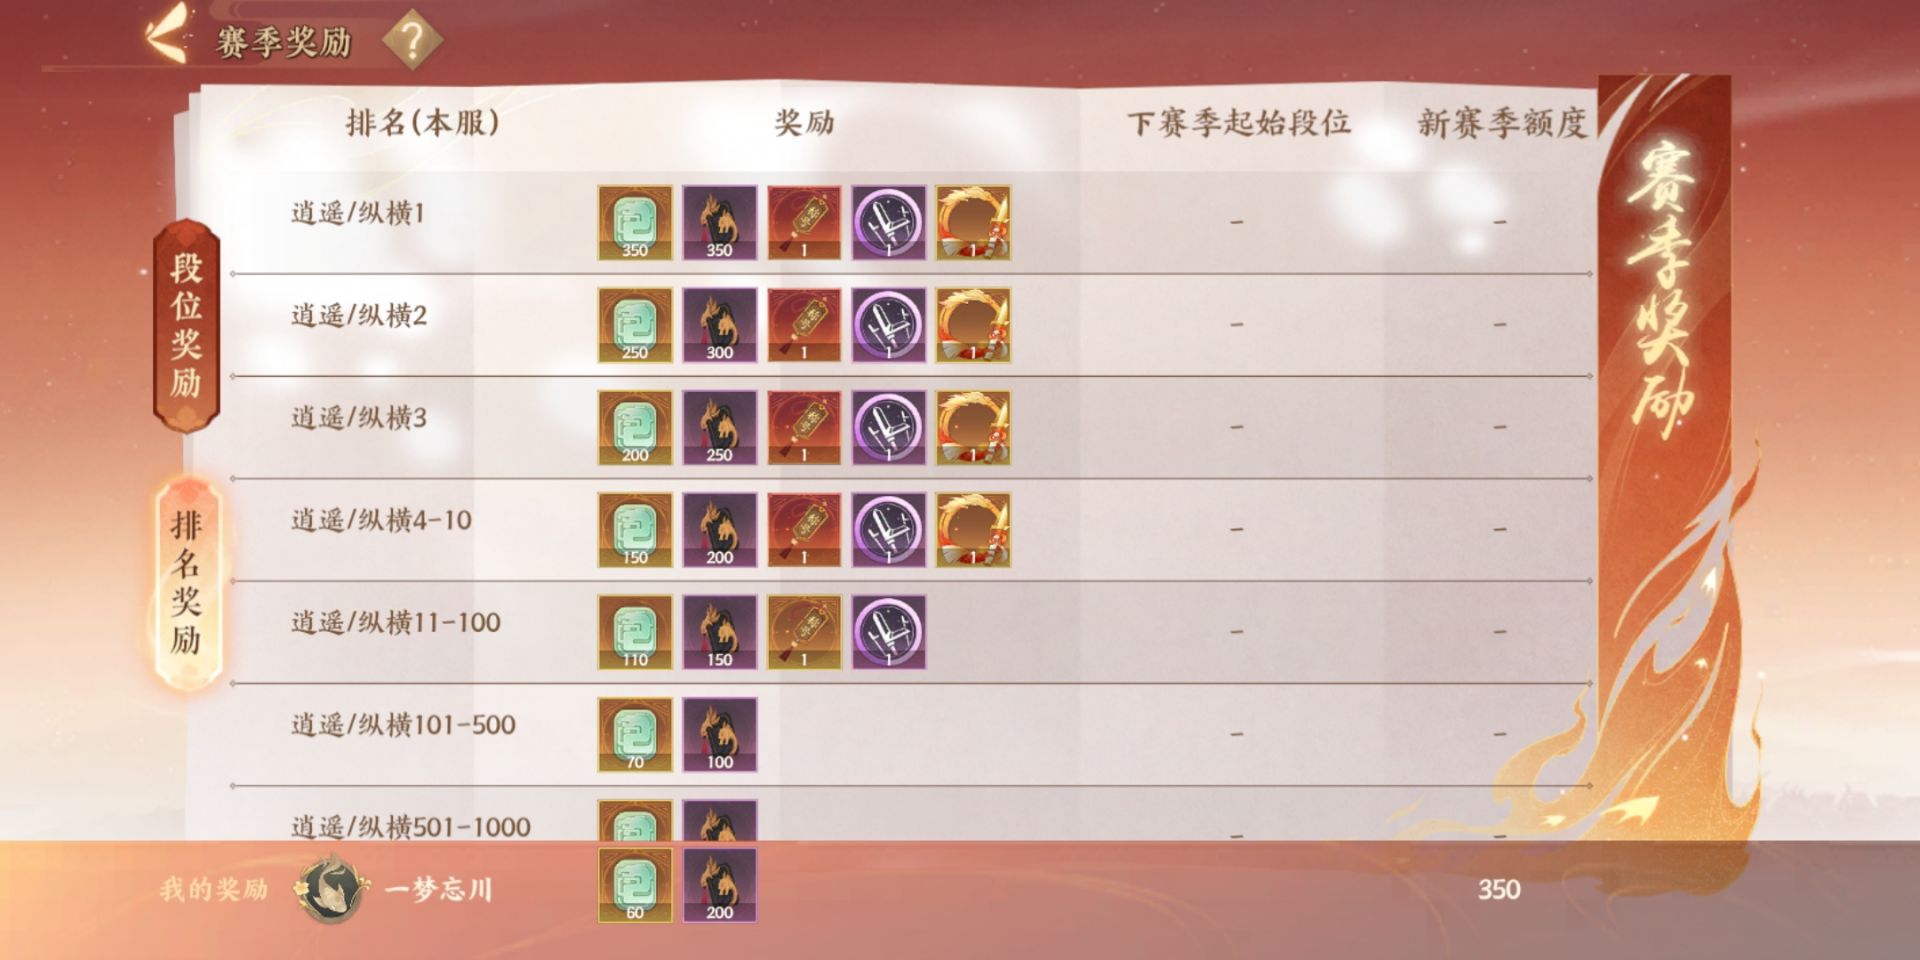 赛季奖励 ?
排名(本服) 奖励 下赛季起始段位 新赛季额度
逍遥/纵横1 350 350 1 1 1 - -
逍遥/纵横2 250 300 1 1 1 - -
逍遥/纵横3 200 250 1 1 1 - -
逍遥/纵横4-10 150 200 1 1 1 - -
逍遥/纵横11-100 110 150 1 1 - -
逍遥/纵横101-500 70 100 - -
逍遥/纵横501-1000 - -
段位奖励
排名奖励
赛季奖励
我的奖励 一梦忘川 60 200 350